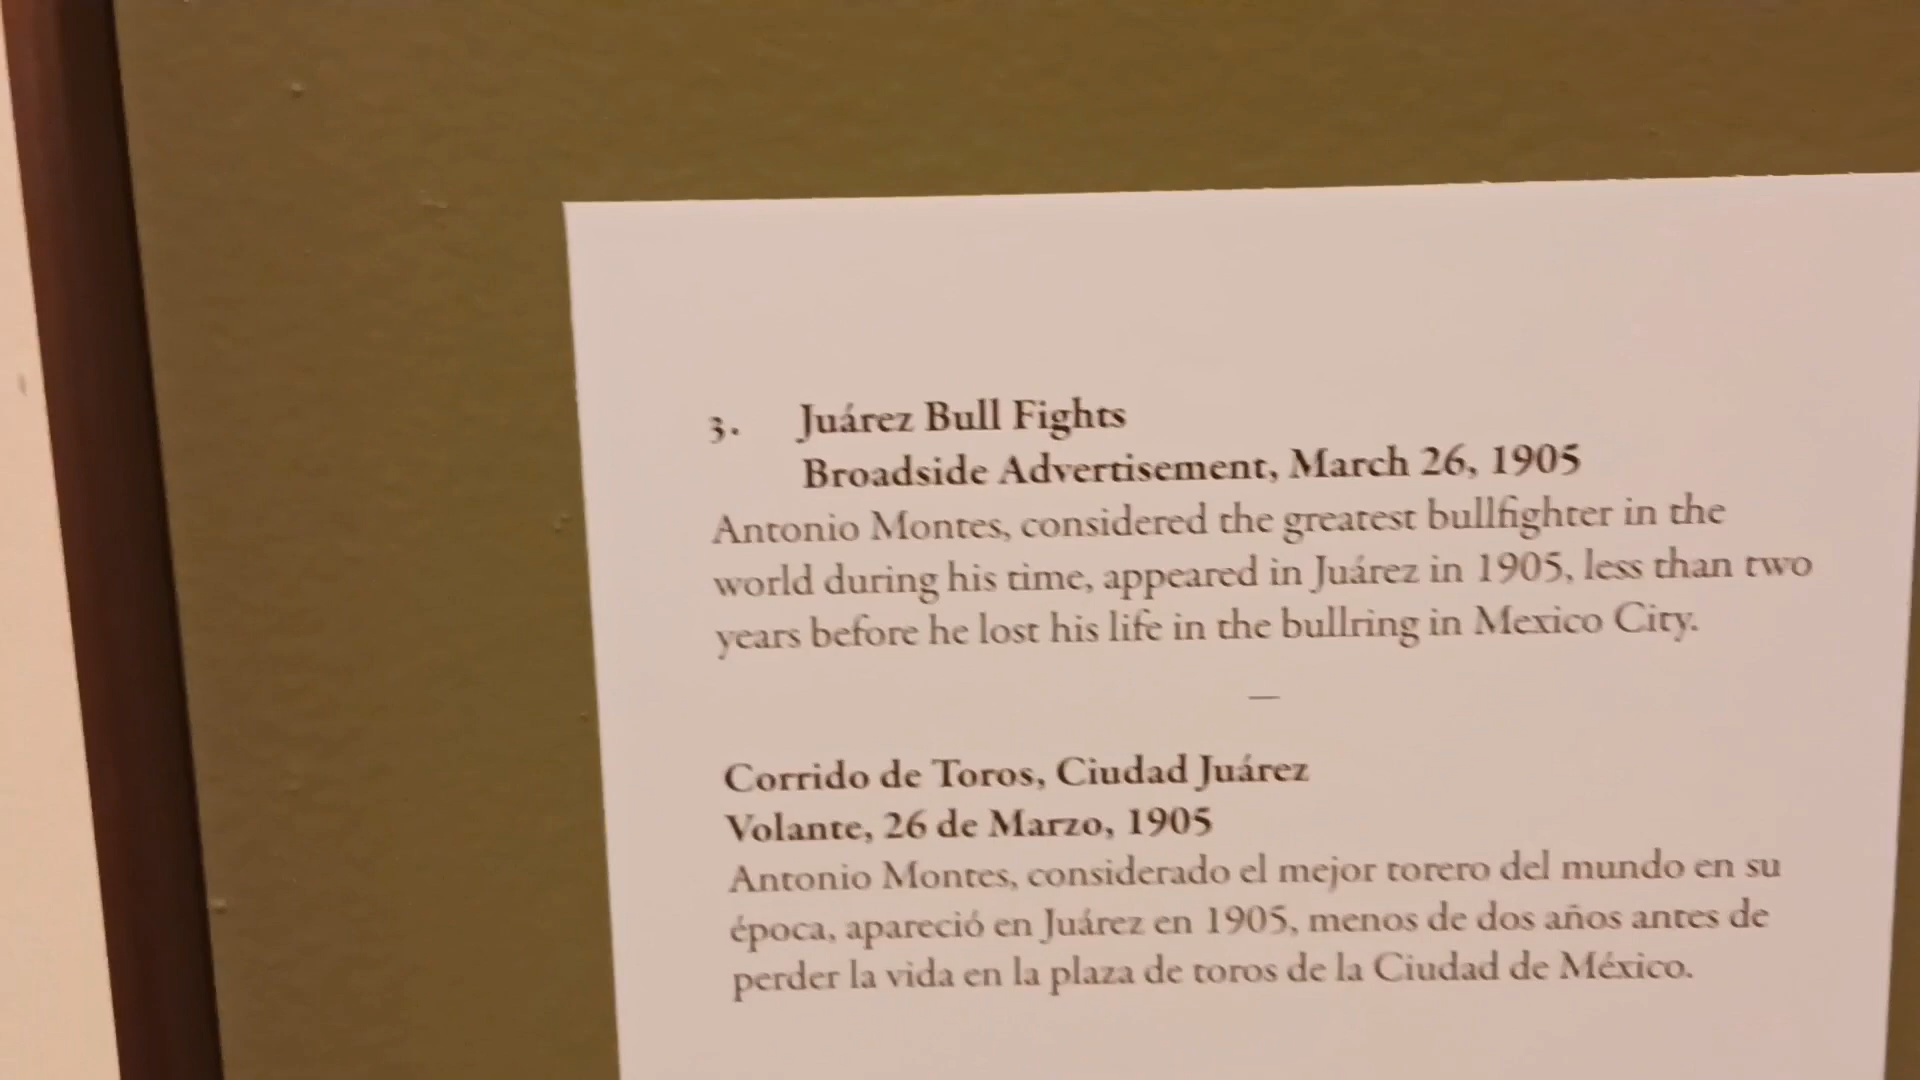 3. Juárez Bull Fights
Broadside Advertisement, March 26, 1905
Antonio Montes, considered the greatest bullfighter in the
world during his time, appeared in Juárez in 1905, less than two
years before he lost his life in the bullring in Mexico City.
—
Corrido de Toros, Ciudad Juárez
Volante, 26 de Marzo, 1905
Antonio Montes, considerado el mejor torero del mundo en su
época, apareció en Juárez en 1905, menos de dos años antes de
perder la vida en la plaza de toros de la Ciudad de México.